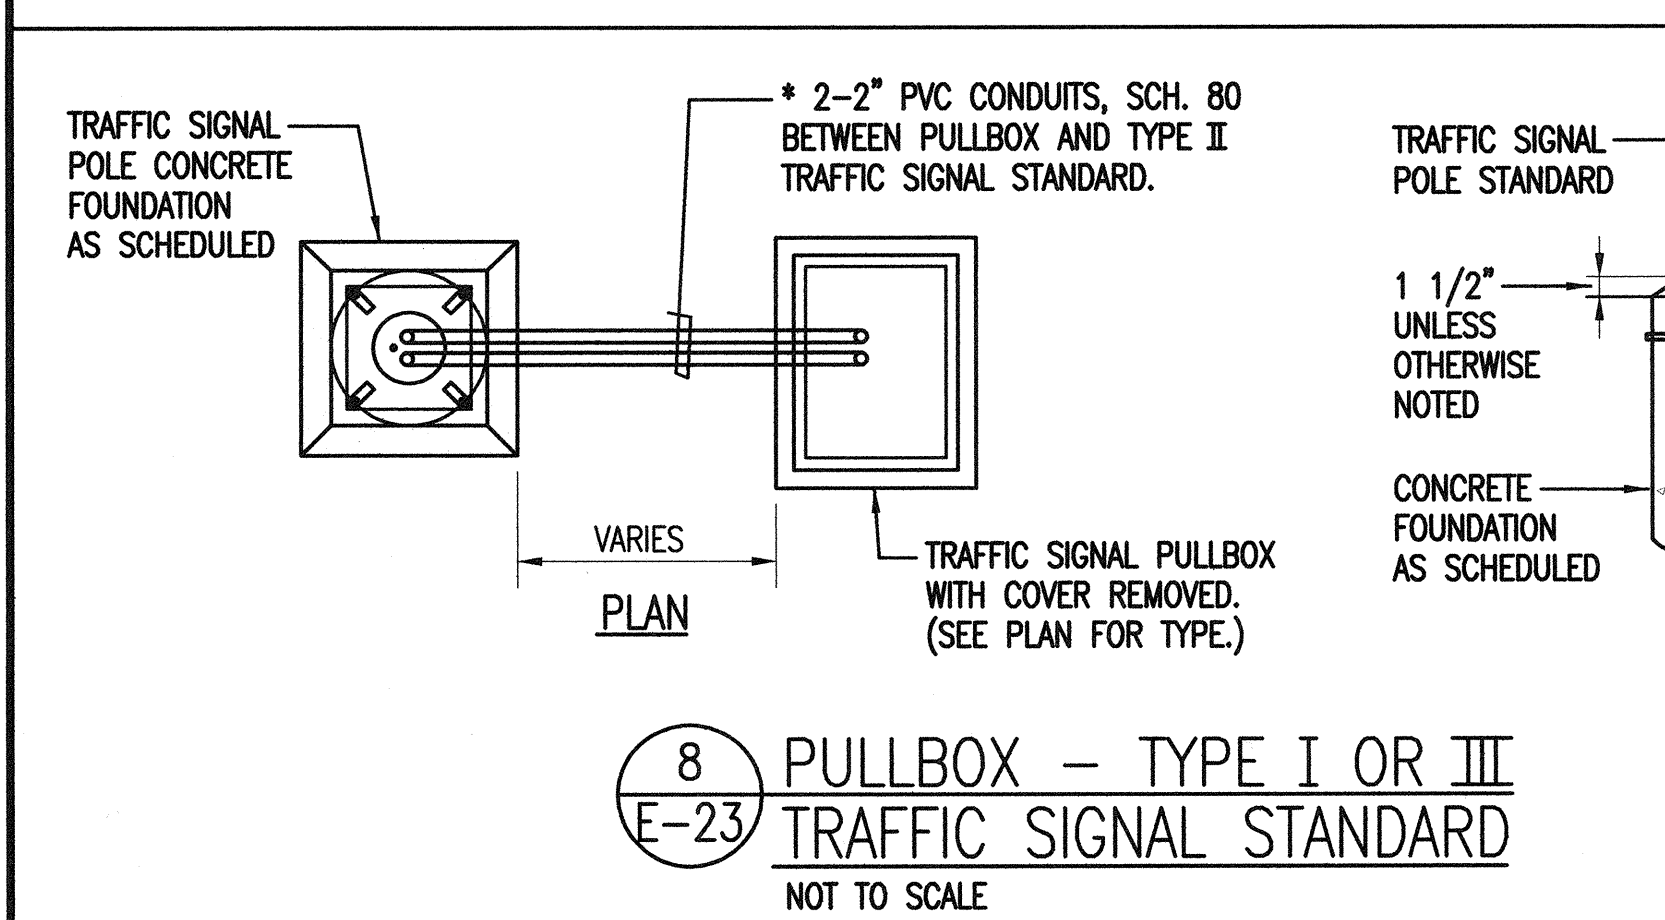 TRAFFIC SIGNAL
POLE CONCRETE
FOUNDATION
AS SCHEDULED
* 2-2" PVC CONDUITS, SCH. 80
BETWEEN PULLBOX AND TYPE II
TRAFFIC SIGNAL STANDARD.
TRAFFIC SIGNAL
POLE STANDARD
1 1/2"
UNLESS
OTHERWISE
NOTED
CONCRETE
FOUNDATION
AS SCHEDULED
VARIES
PLAN
TRAFFIC SIGNAL PULLBOX
WITH COVER REMOVED.
(SEE PLAN FOR TYPE.)
8
E-23
PULLBOX - TYPE I OR III
TRAFFIC SIGNAL STANDARD
NOT TO SCALE